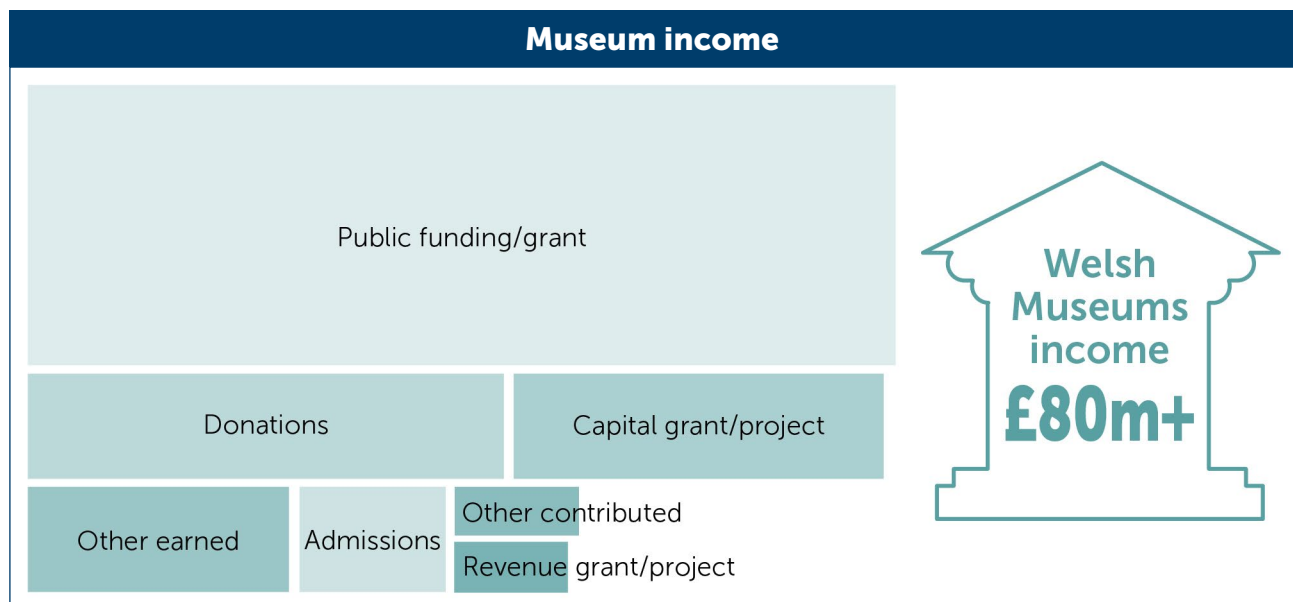 Museum income
Public funding/grant
Donations
Capital grant/project
Other earned
Admissions
Other contributed
Revenue grant/project
Welsh
Museums
income
£80m+